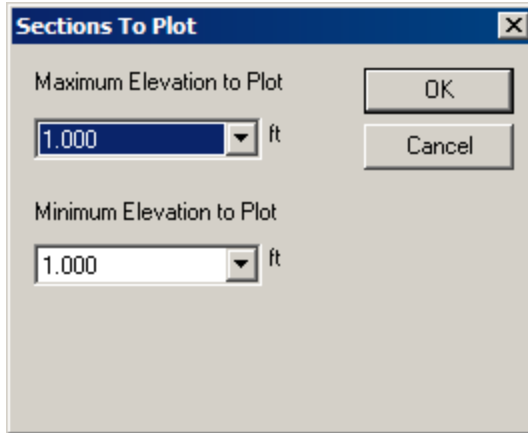 Sections To Plot
Maximum Elevation to Plot
OK
1.000 ft
Cancel
Minimum Elevation to Plot
1.000 ft